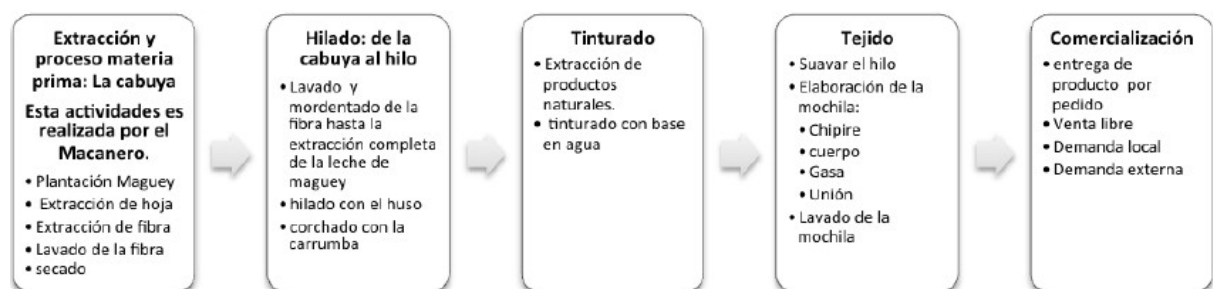 Extracción y
proceso materia
prima: La cabuya
Esta actividades es
realizada por el
Macanero.
• Plantación Maguey
• Extracción de hoja
• Extracción de fibra
• Lavado de la fibra
• secado
Hilado: de la
cabuya al hilo
• Lavado y
mordentado de la
fibra hasta la
extracción completa
de la leche de
maguey
• hilado con el huso
• corchado con la
carrumba
Tinturado
• Extracción de
productos
naturales.
• tinturado con base
en agua
Tejido
• Suavar el hilo
• Elaboración de la
mochila:
• Chipire
• cuerpo
• Gasa
• Unión
• Lavado de la
mochila
Comercialización
• entrega de
producto por
pedido
• Venta libre
• Demanda local
• Demanda externa